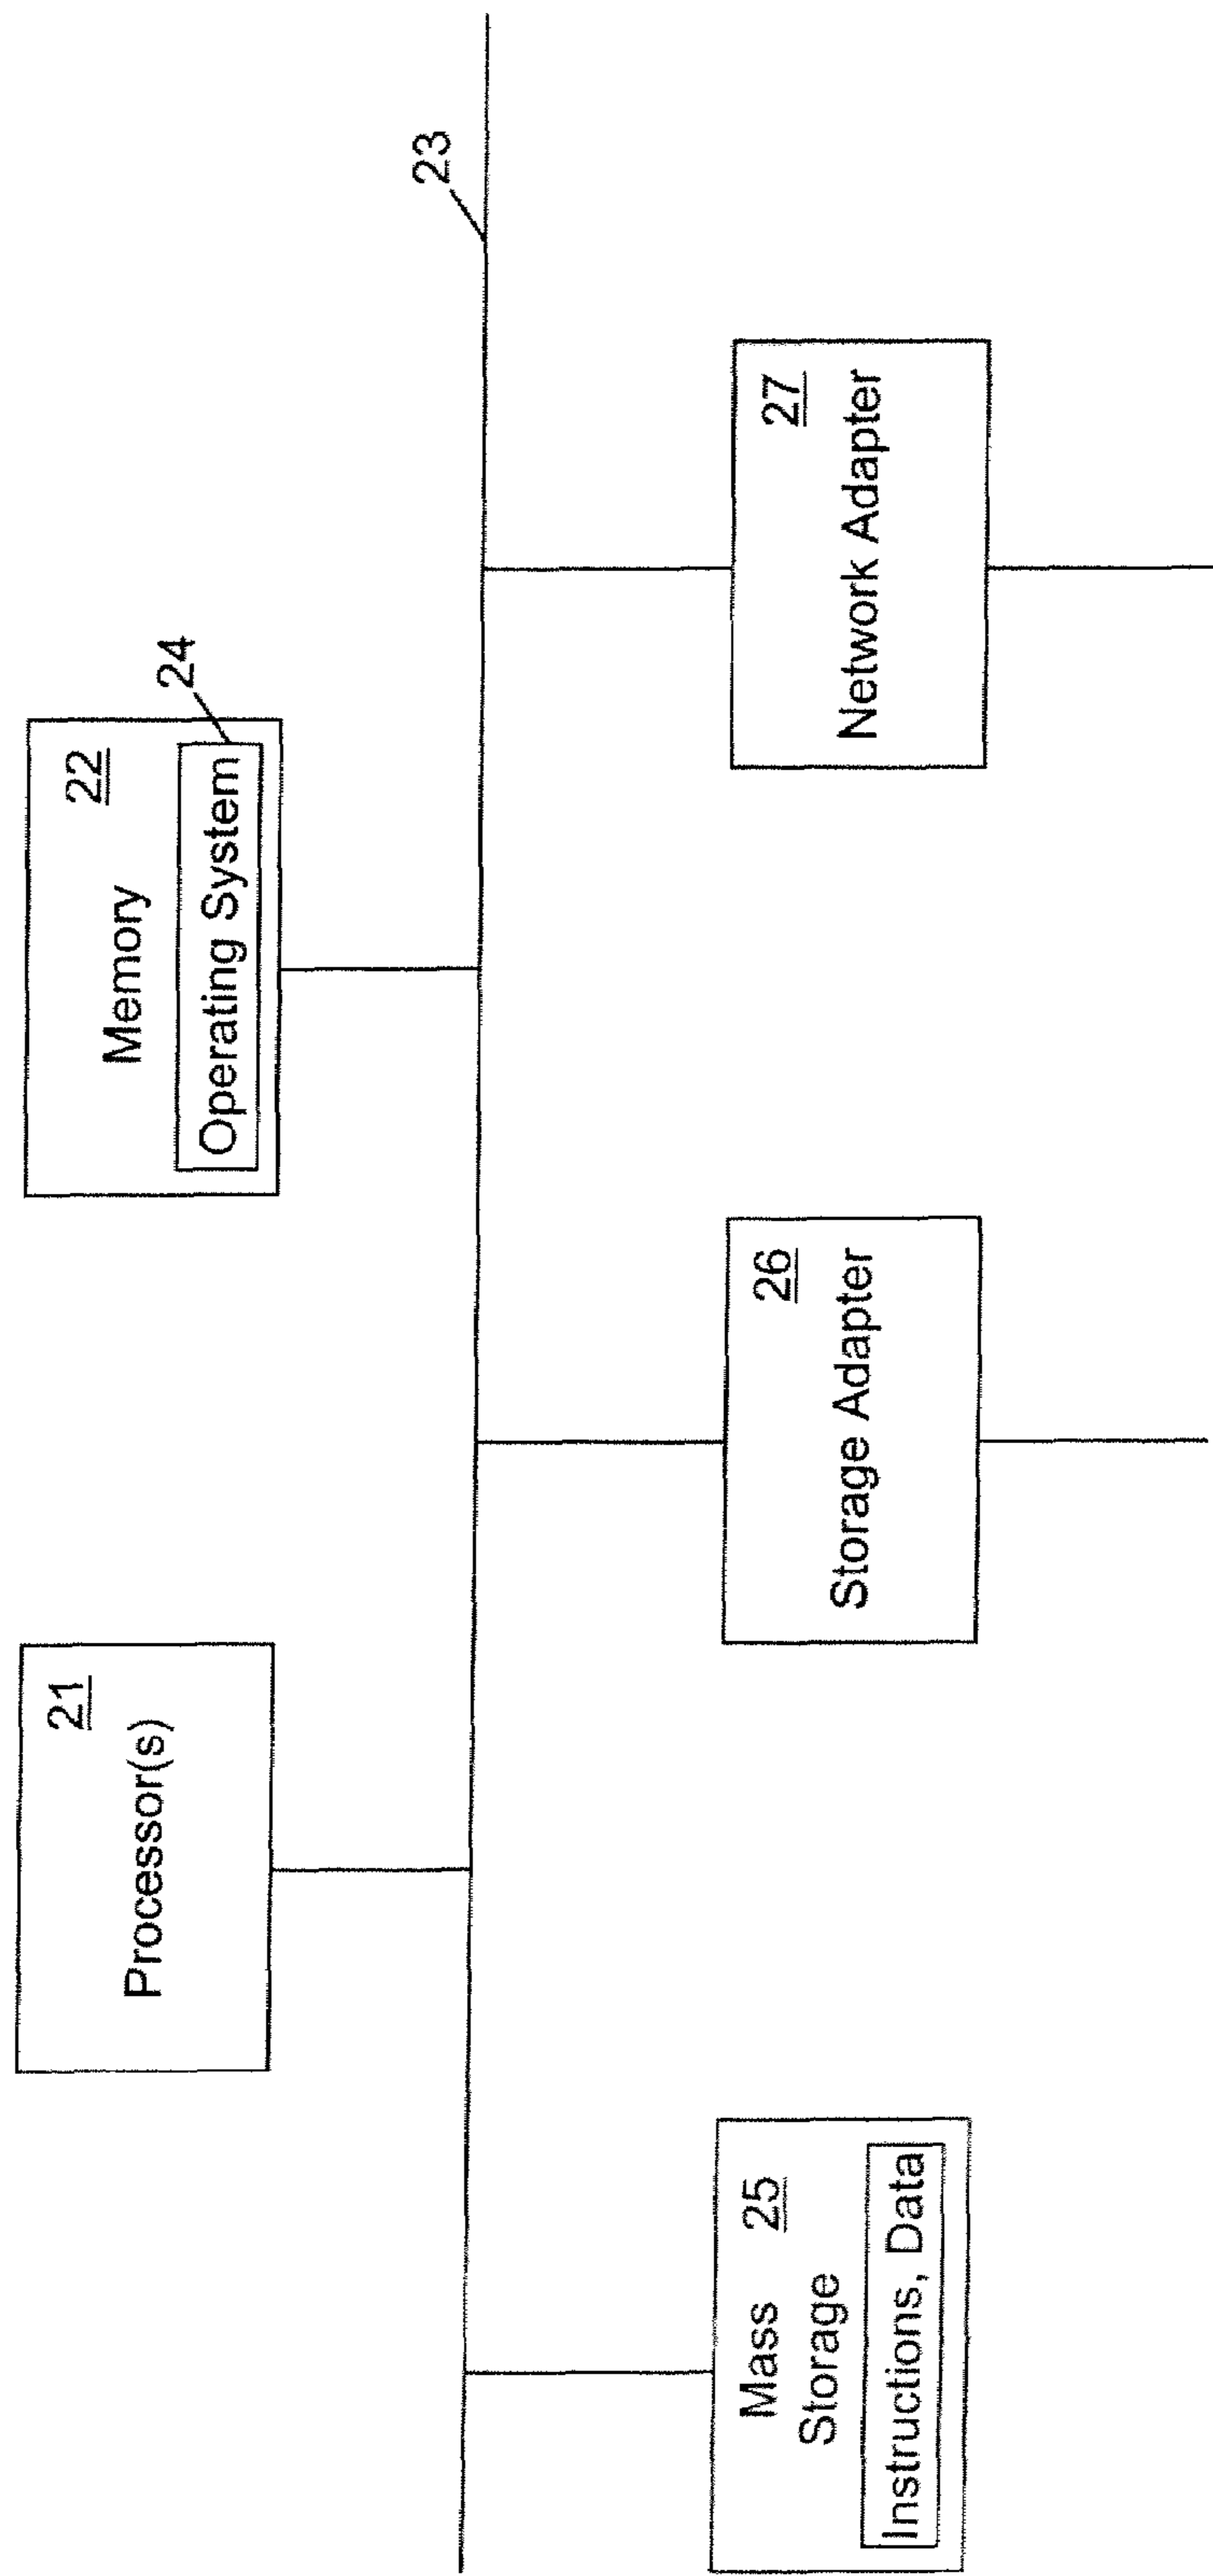 21
Processor(s)
22
Memory
Operating System
24
23
Mass 25
Storage
Instructions, Data
26
Storage Adapter
27
Network Adapter